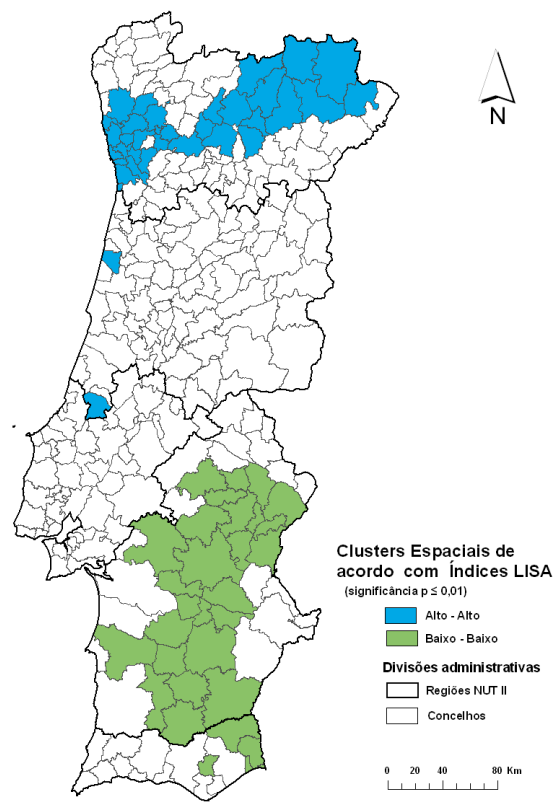 N
Clusters Espaciais de
acordo com Índices LISA
(significância p ≤ 0,01)
Alto - Alto
Baixo - Baixo
Divisões administrativas
Regiões NUT II
Concelhos
0 20 40 80 Km